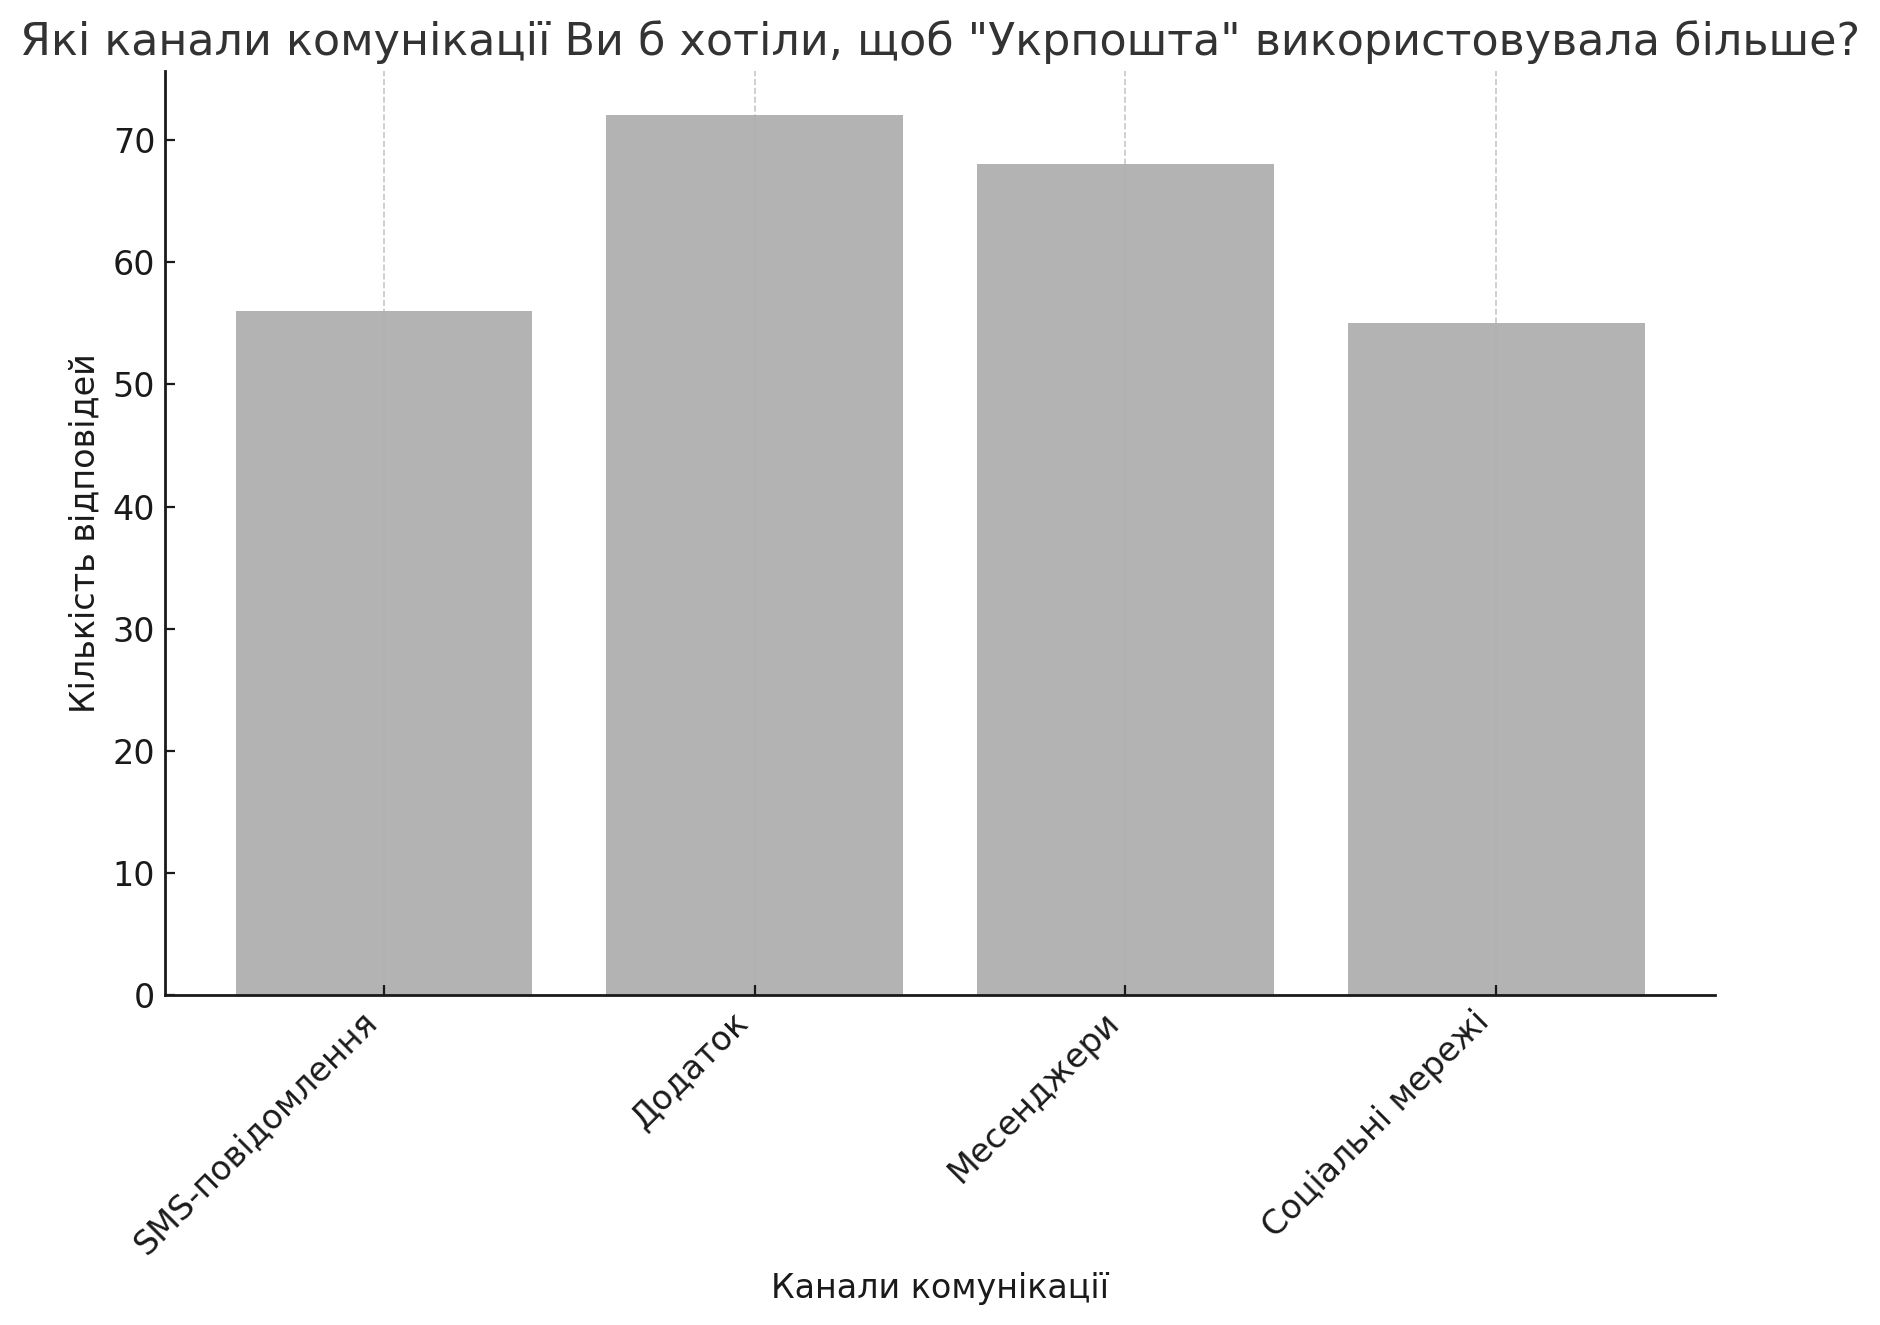 Які канали комунікації Ви б хотіли, щоб "Укрпошта" використовувала більше?
Кількість відповідей
70
60
50
40
30
20
10
0
SMS-повідомлення
Додаток
Месенджери
Соціальні мережі
Канали комунікації